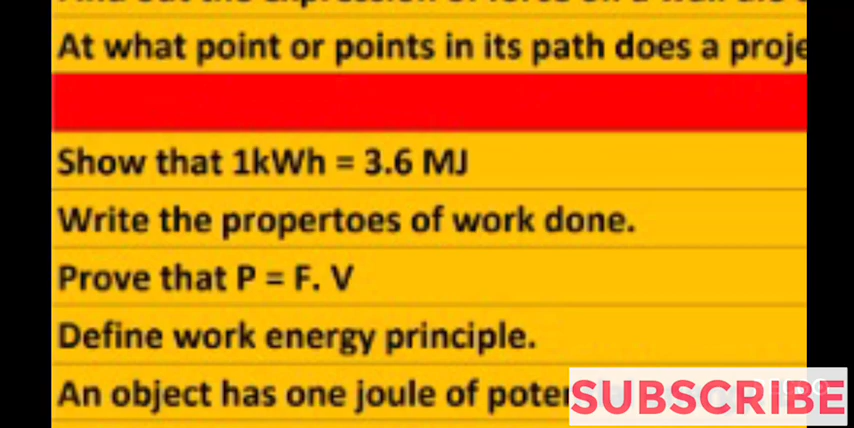 At what point or points in its path does a proje
Show that 1kWh = 3.6 MJ
Write the propertoes of work done.
Prove that P = F. V
Define work energy principle.
An object has one joule of poten
SUBSCRIBE